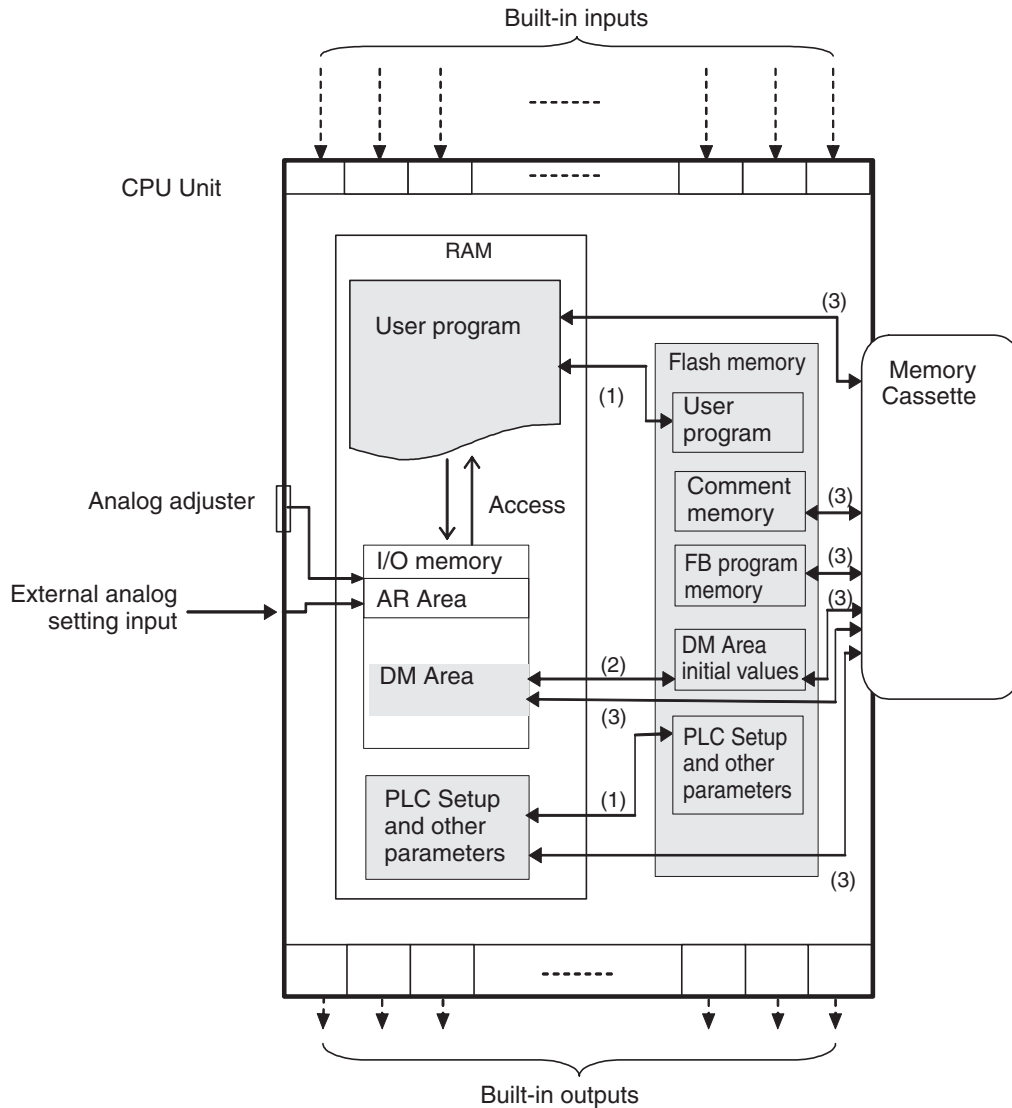 Built-in inputs
CPU Unit
RAM
User program
(3)
Flash memory
Memory
Cassette
(1)
User
program
Analog adjuster
Access
Comment
memory
(3)
I/O memory
FB program
memory
(3)
External analog
setting input
AR Area
(3)
DM Area
(2)
DM Area
initial values
(3)
PLC Setup
and other
parameters
PLC Setup
and other
parameters
(1)
(3)
Built-in outputs